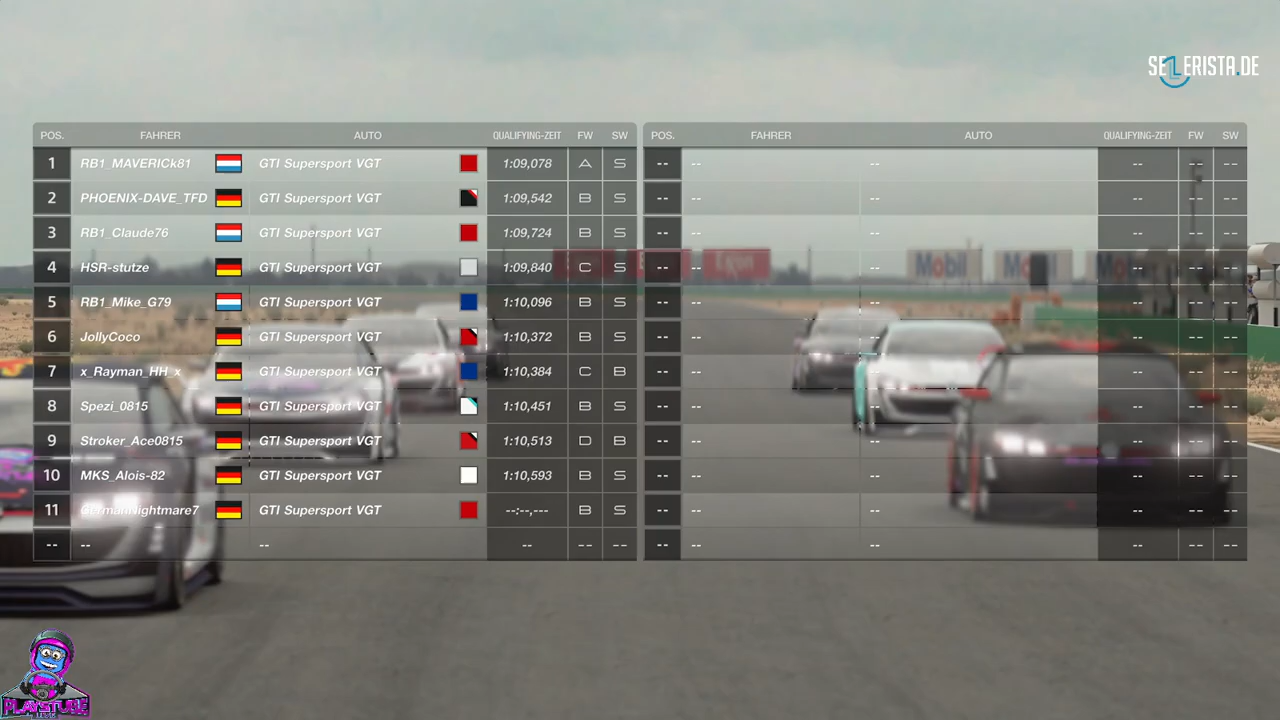 SELLERISTA.DE
POS. FAHRER AUTO QUALIFYING-ZEIT FW SW POS. FAHRER AUTO QUALIFYING-ZEIT FW SW
1 RB1_MAVERICk81 GTI Supersport VGT 1:09,078 A S -- -- -- -- -- --
2 PHOENIX-DAVE_TFD GTI Supersport VGT 1:09,542 B S -- -- -- -- -- --
3 RB1_Claude76 GTI Supersport VGT 1:09,724 B S -- -- -- -- -- --
4 HSR-stutze GTI Supersport VGT 1:09,840 C S -- -- -- -- -- --
5 RB1_Mike_G79 GTI Supersport VGT 1:10,096 B S -- -- -- -- -- --
6 JollyCoco GTI Supersport VGT 1:10,372 B S -- -- -- -- -- --
7 x_Rayman_HH_x GTI Supersport VGT 1:10,384 C B -- -- -- -- -- --
8 Spezi_0815 GTI Supersport VGT 1:10,451 B S -- -- -- -- -- --
9 Stroker_Ace0815 GTI Supersport VGT 1:10,513 D B -- -- -- -- -- --
10 MKS_Alois-82 GTI Supersport VGT 1:10,593 B S -- -- -- -- -- --
11 GermanNightmare7 GTI Supersport VGT --:--,--- B S -- -- -- -- -- --
-- -- -- -- -- -- -- -- -- -- -- --
Exxon
Mobil
Mobil
PLAYSTUBE